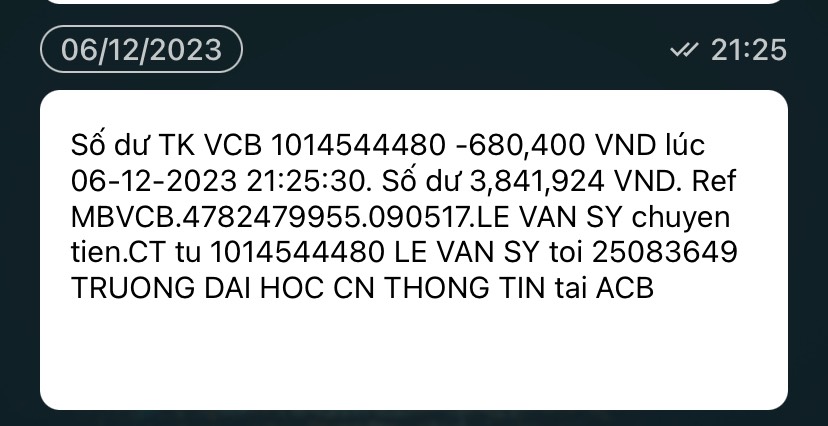 06/12/2023
21:25
Số dư TK VCB 1014544480 -680,400 VND lúc
06-12-2023 21:25:30. Số dư 3,841,924 VND. Ref
MBVCB.4782479955.090517.LE VAN SY chuyen
tien.CT tu 1014544480 LE VAN SY toi 25083649
TRUONG DAI HOC CN THONG TIN tai ACB